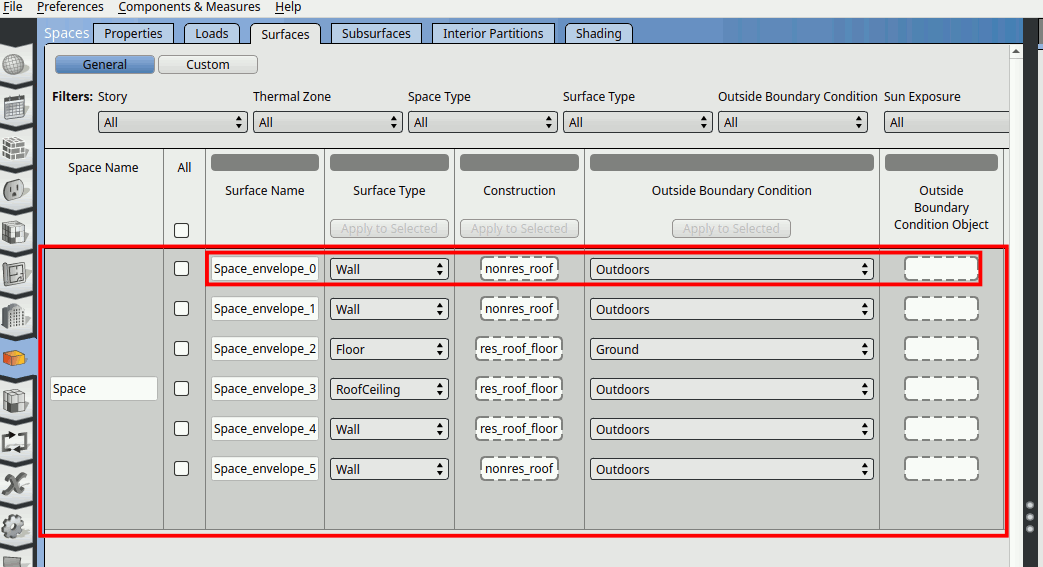 File Preferences Components & Measures Help
Spaces Properties Loads Surfaces Subsurfaces Interior Partitions Shading
General Custom
Filters: Story Thermal Zone Space Type Surface Type Outside Boundary Condition Sun Exposure
All All All All All All
Space Name All Surface Name Surface Type Construction Outside Boundary Condition Outside
Boundary
Condition Object
Apply to Selected Apply to Selected Apply to Selected
Space_envelope_0 Wall nonres_roof Outdoors
Space_envelope_1 Wall nonres_roof Outdoors
Space_envelope_2 Floor res_roof_floor Ground
Space Space_envelope_3 RoofCeiling res_roof_floor Outdoors
Space_envelope_4 Wall res_roof_floor Outdoors
Space_envelope_5 Wall nonres_roof Outdoors